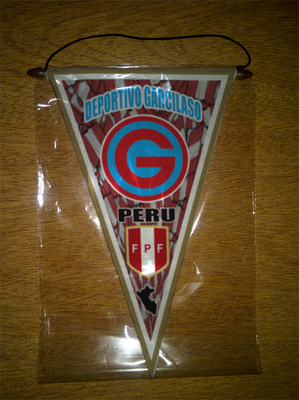 DEPORTIVO GARCILASO
G
PERU
FPF